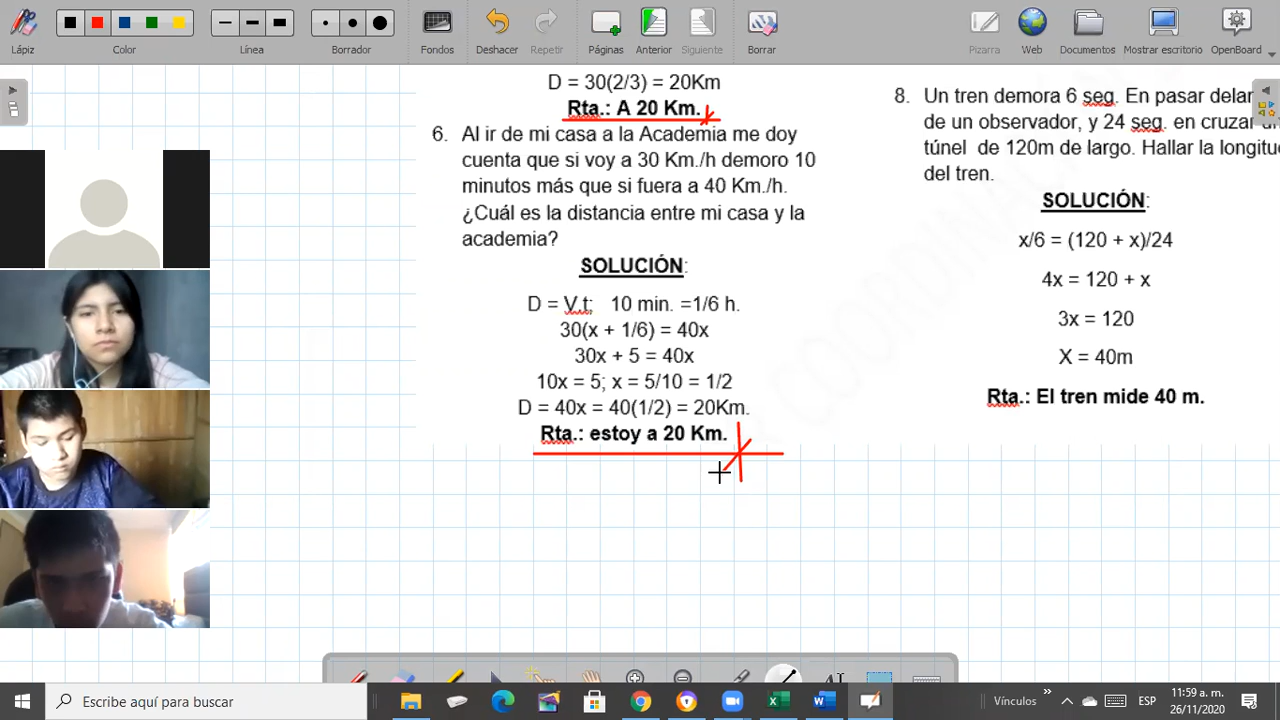 Lápiz
Color
Línea
Borrador
Fondos
Deshacer
Repetir
Páginas
Anterior
Siguiente
Borrar
Pizarra
Web
Documentos
Mostrar escritorio
OpenBoard
D = 30(2/3) = 20Km
Rta.: A 20 Km.
6. Al ir de mi casa a la Academia me doy
cuenta que si voy a 30 Km./h demoro 10
minutos más que si fuera a 40 Km./h.
¿Cuál es la distancia entre mi casa y la
academia?
SOLUCIÓN:
D = V.t: 10 min. =1/6 h.
30(x + 1/6) = 40x
30x + 5 = 40x
10x = 5; x = 5/10 = 1/2
D = 40x = 40(1/2) = 20Km.
Rta.: estoy a 20 Km.
8. Un tren demora 6 seg. En pasar
de un observador, y 24 seg. en cruzar
túnel de 120m de largo. Hallar la
del tren.
SOLUCIÓN:
x/6 = (120 + x)/24
4x = 120 + x
3x = 120
X = 40m
Rta.: El tren mide 40 m.
Escribe aquí para buscar
Vínculos
ESP
11:59 a. m.
26/11/2020